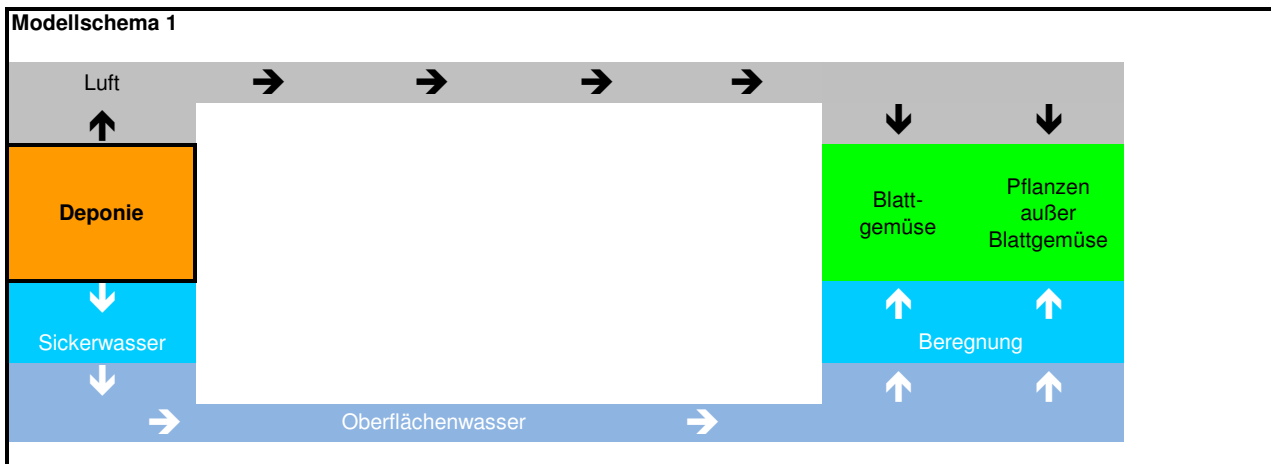 Modellschema 1
Luft
Deponie
Blatt-
gemüse
Pflanzen
außer
Blattgemüse
Sickerwasser
Beregnung
Oberflächenwasser